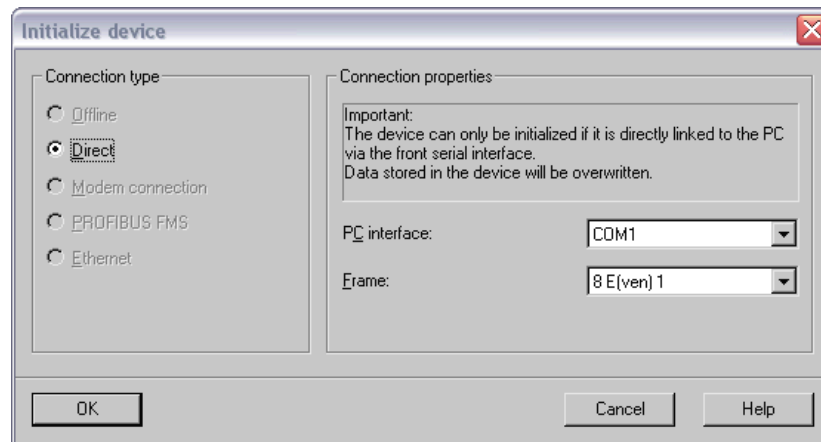 Initialize device
Connection type
Offline
Direct
Modem connection
PROFIBUS FMS
Ethernet
Connection properties
Important:
The device can only be initialized if it is directly linked to the PC
via the front serial interface.
Data stored in the device will be overwritten.
PC interface:
COM1
Frame:
8 E(ven) 1
OK
Cancel
Help